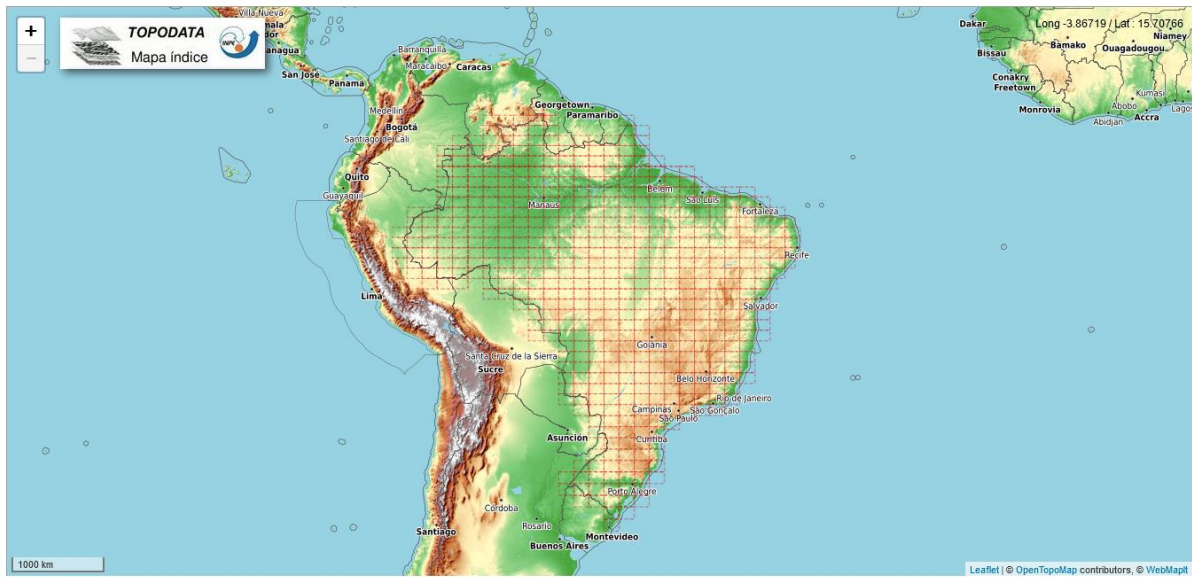 +
−
TOPODATA
Mapa índice
INPE
Long -3.86719 / Lat : 15.70766
Villa Nueva
Dakar
Niamey
Bamako
Ouagadougou
Bissau
anagua
Barranquilla
Maracaibo
Caracas
San José
Panamá
Conakry
Freetown
Kumasi
Monrovia
Abobo
Abidjan
Accra
Lagos
Georgetown
Paramaribo
Medellín
Bogotá
Santiago de Cali
Quito
Guayaquil
Belém
São Luís
Manaus
Fortaleza
Recife
Lima
Salvador
Goiânia
Santa Cruz de la Sierra
Sucre
Belo Horizonte
Rio de Janeiro
Campinas
São Gonçalo
São Paulo
Asunción
Curitiba
Porto Alegre
Córdoba
Rosario
Santiago
Montevideo
Buenos Aires
1000 km
Leaflet | © OpenTopoMap contributors, © WebMapIt